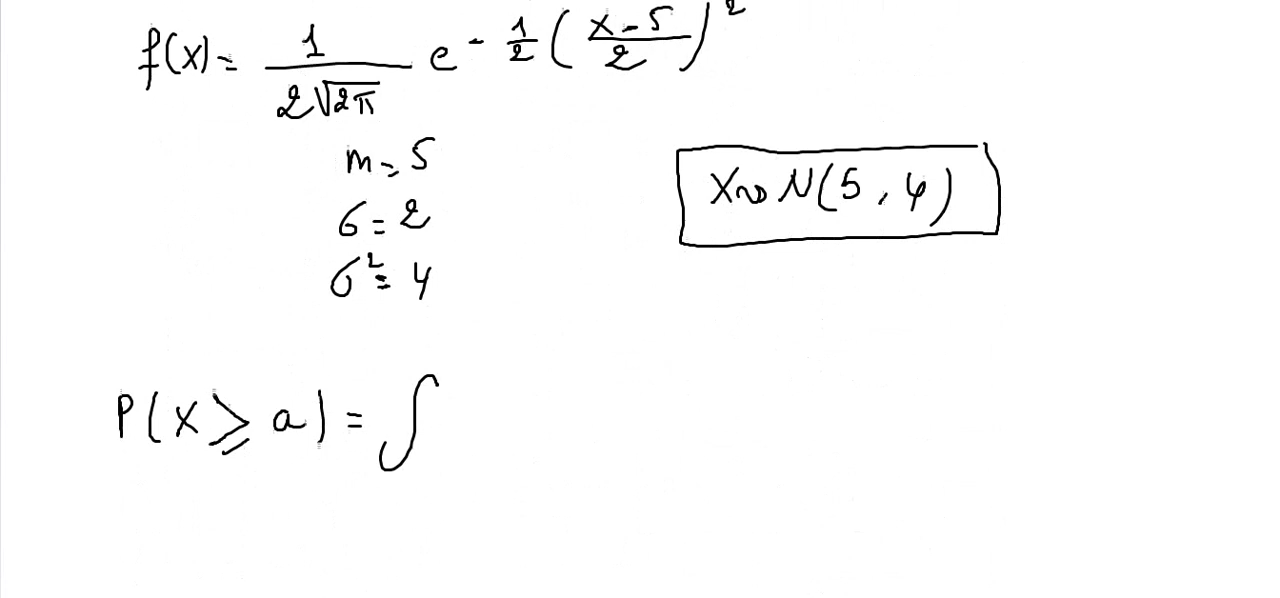 f(x) = 1/(2√(2π)) e^(-1/2 ((x-5)/2)^2)
m = 5
σ = 2
X ~ N(5, 4)
σ² = 4
P(X ⩾ a) = ∫